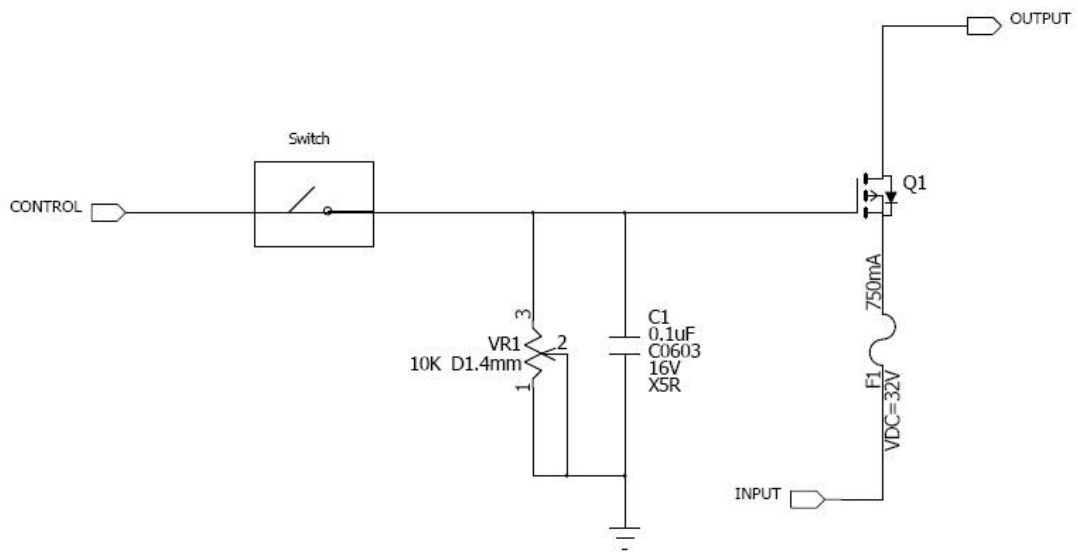 OUTPUT
Switch
Q1
CONTROL
750mA
3
C1
VR1
2
0.1uF
10K D1.4mm
C0603
16V
1
X5R
F1
VDC=32V
INPUT